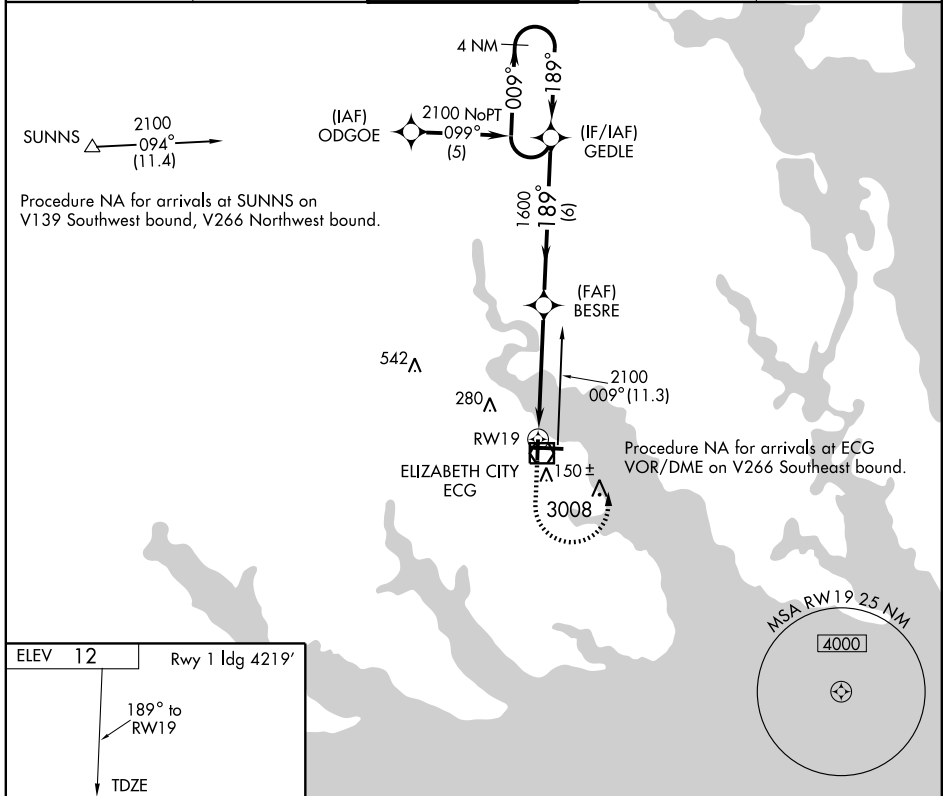 4 NM
009°
189°
(IAF)
ODGOE
2100 NoPT
099°
(5)
(IF/IAF)
GEDLE
SUNNS
2100
094°
(11.4)
Procedure NA for arrivals at SUNNS on
V139 Southwest bound, V266 Northwest bound.
1600
189°
(6)
(FAF)
BESRE
542
2100
009°(11.3)
280
RW19
Procedure NA for arrivals at ECG
VOR/DME on V266 Southeast bound.
ELIZABETH CITY
ECG
150 ±
3008
MSA RW19 25 NM
4000
ELEV 12
Rwy 1 ldg 4219'
189° to
RW19
TDZE